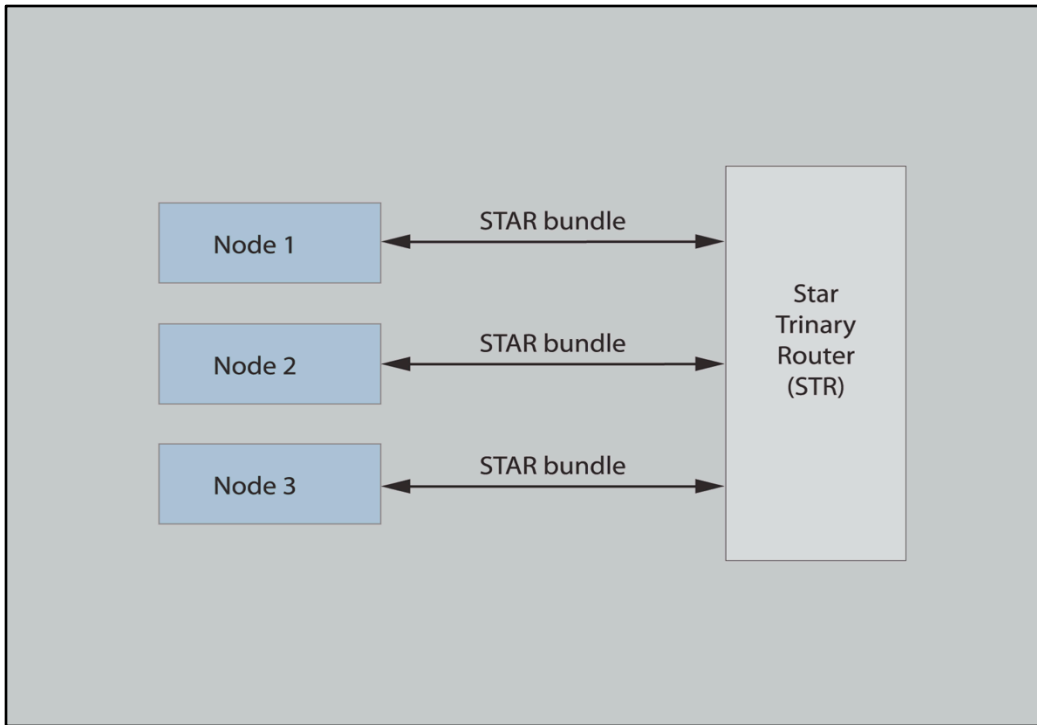 STAR bundle
Node 1
STAR bundle
Node 2
STAR bundle
Node 3
Star
Trinary
Router
(STR)